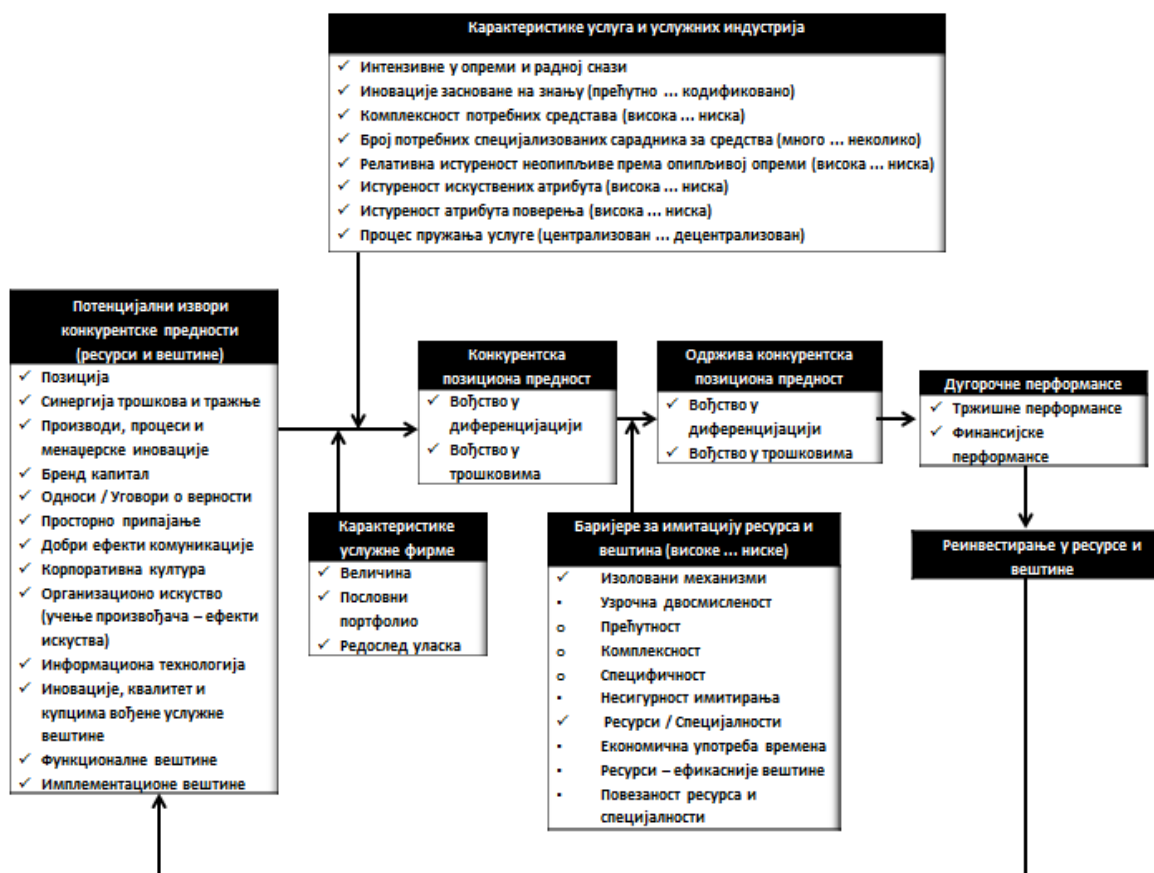 Карактеристике услуга и услужних индустрија
✓ Интензивне у опреми и радној снази
✓ Иновације засноване на знању (прећутно ... кодификовано)
✓ Комплексност потребних средстава (висока ... ниска)
✓ Број потребних специјализованих сарадника за средства (много ... неколико)
✓ Релативна истуреност неопипљиве према опипљивој опреми (висока ... ниска)
✓ Истуреност искуствених атрибута (висока ... ниска)
✓ Истуреност атрибута поверења (висока ... ниска)
✓ Процес пружања услуге (централизован ... децентрализован)
Потенцијални извори
конкурентске предности
(ресурси и вештине)
✓ Позиција
✓ Синергија трошкова и тражње
✓ Производи, процеси и
менаџерске иновације
✓ Бренд капитал
✓ Односи / Уговори о верности
✓ Просторно припајање
✓ Добри ефекти комуникације
✓ Корпоративна култура
✓ Организационо искуство
(учење произвођача – ефекти
искуства)
✓ Информациона технологија
✓ Иновације, квалитет и
купцима вођене услужне
вештине
✓ Функционалне вештине
✓ Имплементационе вештине
Конкурентска
позициона предност
✓ Вођство у
диференцијацији
✓ Вођство у
трошковима
Одржива конкурентска
позициона предност
✓ Вођство у
диференцијацији
✓ Вођство у трошковима
Дугорочне перформансе
✓ Тржишне перформансе
✓ Финансијске
перформансе
Карактеристике
услужне фирме
✓ Величина
✓ Пословни
портфолио
✓ Редослед уласка
Баријере за имитацију ресурса и
вештина (високе ... ниске)
✓ Изоловани механизми
▪ Узрочна двосмисленост
o Прећутност
o Комплексност
o Специфичност
▪ Несигурност имитирања
✓ Ресурси / Специјалности
▪ Економична употреба времена
▪ Ресурси – ефикасније вештине
▪ Повезаност ресурса и
специјалности
Реинвестирање у ресурсе и
вештине